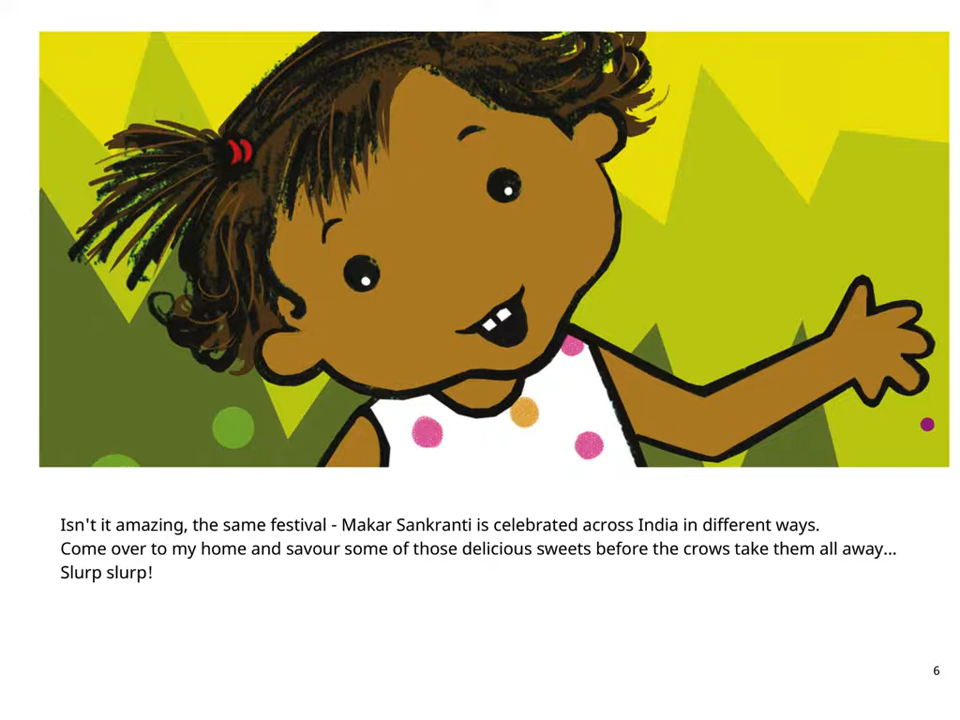 Isn't it amazing, the same festival - Makar Sankranti is celebrated across India in different ways.
Come over to my home and savour some of those delicious sweets before the crows take them all away...
Slurp slurp!
6